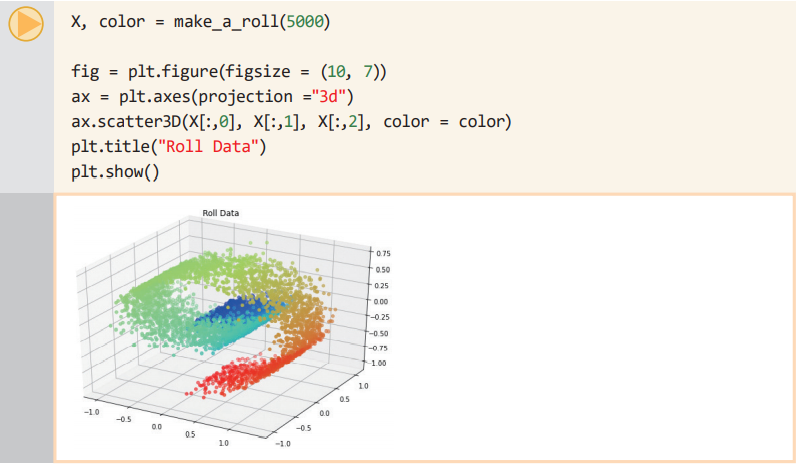 X, color = make_a_roll(5000)
fig = plt.figure(figsize = (10, 7))
ax = plt.axes(projection ="3d")
ax.scatter3D(X[:,0], X[:,1], X[:,2], color = color)
plt.title("Roll Data")
plt.show()
Roll Data
0.75
0.50
0.25
0.00
−0.25
−0.50
−0.75
−1.00
1.0
0.5
0.0
−0.5
−1.0
−1.0
−0.5
0.0
0.5
1.0